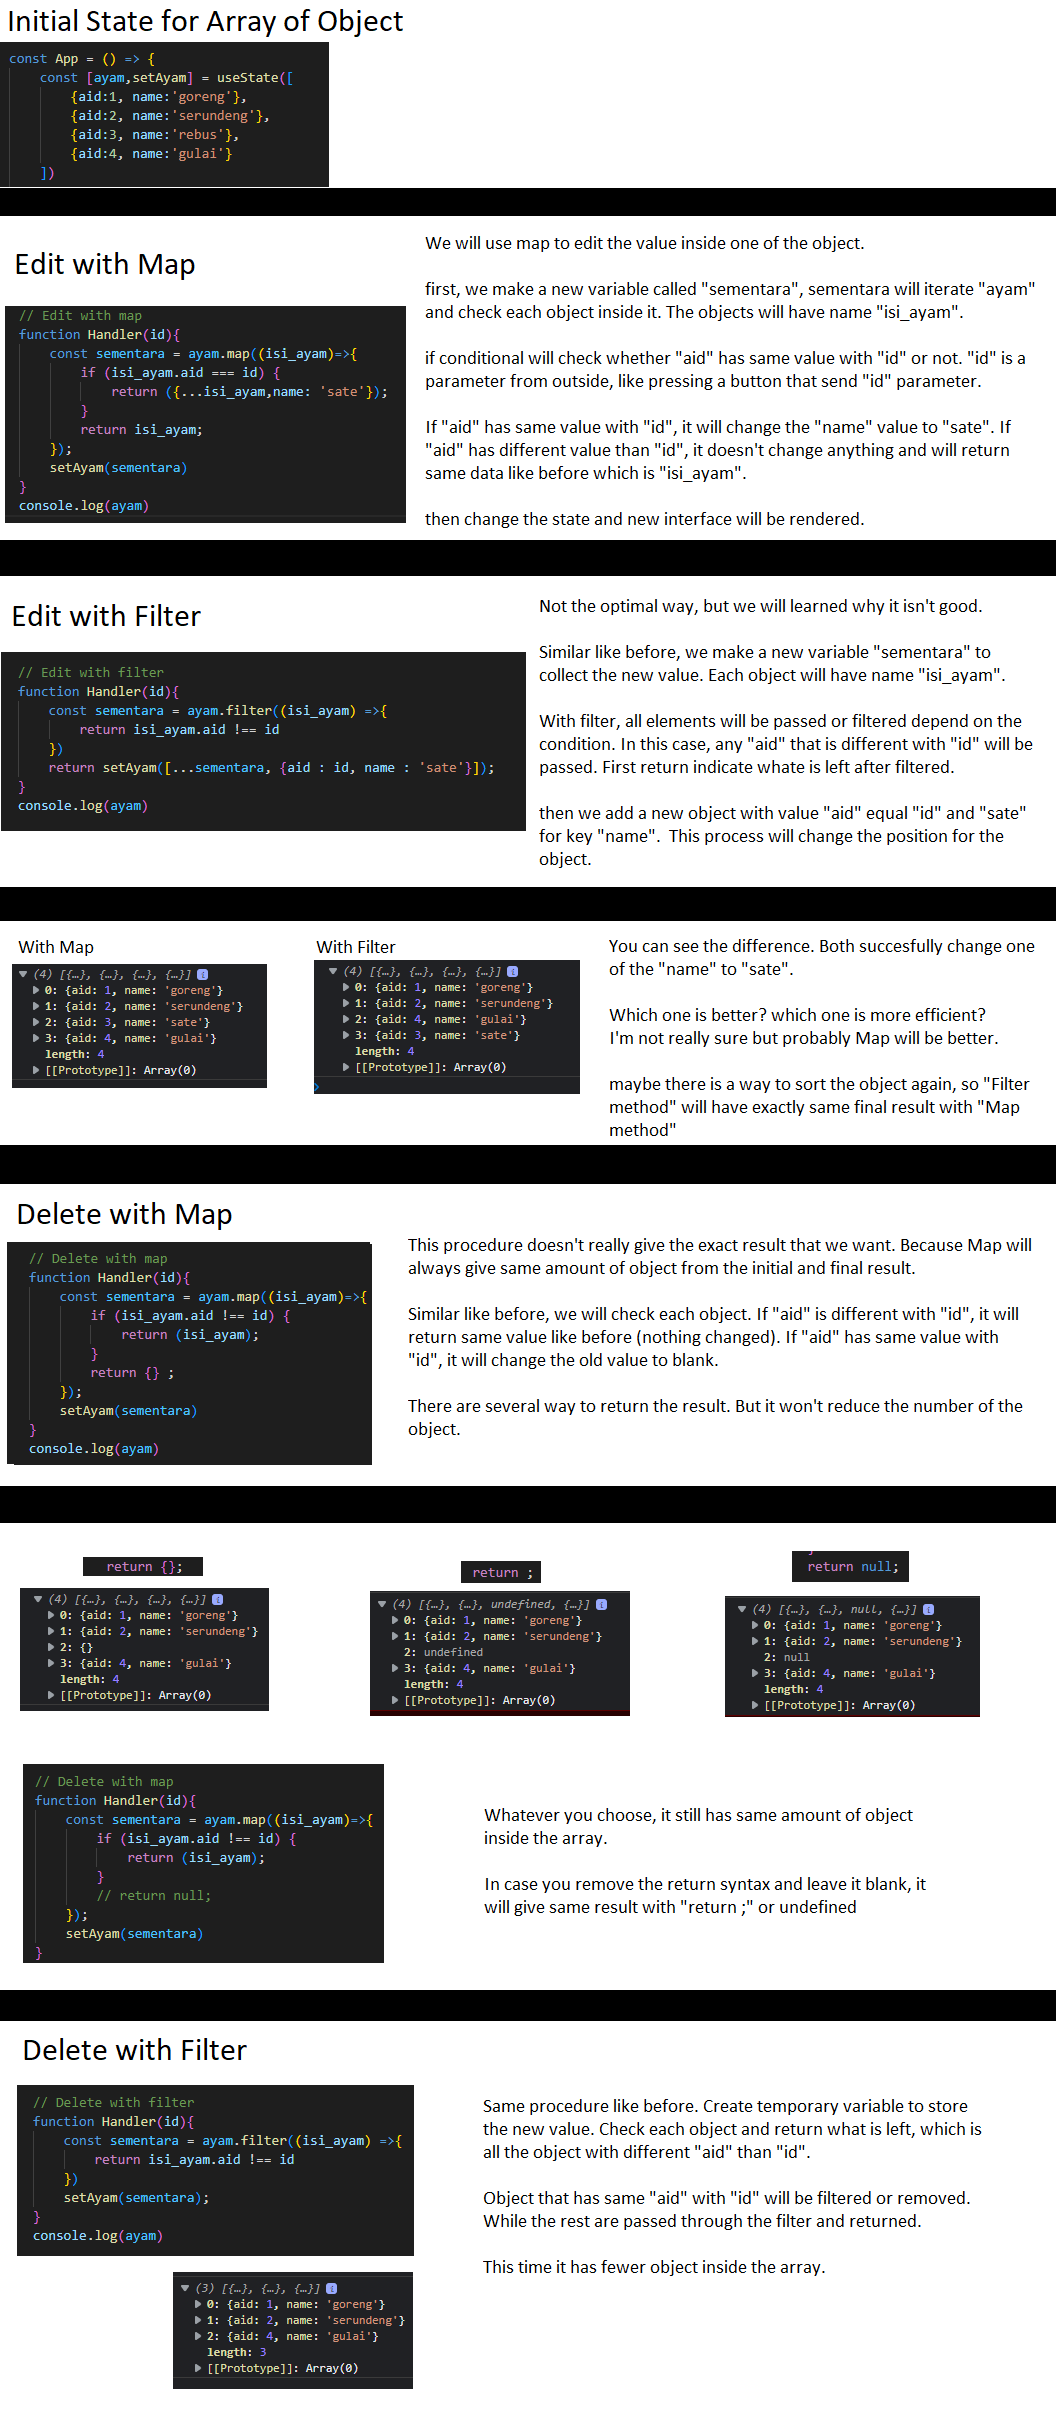 Initial State for Array of Object
const App = () => {
const [ayam,setAyam] = useState([
{aid:1, name:'goreng'},
{aid:2, name:'serundeng'},
{aid:3, name:'rebus'},
{aid:4, name:'gulai'}
])
Edit with Map
// Edit with map
function Handler(id){
const sementara = ayam.map((isi_ayam)=>{
if (isi_ayam.aid === id) {
return ({...isi_ayam,name: 'sate'});
}
return isi_ayam;
});
setAyam(sementara)
}
console.log(ayam)
We will use map to edit the value inside one of the object.
first, we make a new variable called "sementara", sementara will iterate "ayam"
and check each object inside it. The objects will have name "isi_ayam".
if conditional will check whether "aid" has same value with "id" or not. "id" is a
parameter from outside, like pressing a button that send "id" parameter.
If "aid" has same value with "id", it will change the "name" value to "sate". If
"aid" has different value than "id", it doesn't change anything and will return
same data like before which is "isi_ayam".
then change the state and new interface will be rendered.
Edit with Filter
// Edit with filter
function Handler(id){
const sementara = ayam.filter((isi_ayam) =>{
return isi_ayam.aid !== id
})
return setAyam([...sementara, {aid : id, name : 'sate'}]);
}
console.log(ayam)
Not the optimal way, but we will learned why it isn't good.
Similar like before, we make a new variable "sementara" to
collect the new value. Each object will have name "isi_ayam".
With filter, all elements will be passed or filtered depend on the
condition. In this case, any "aid" that is different with "id" will be
passed. First return indicate whate is left after filtered.
then we add a new object with value "aid" equal "id" and "sate"
for key "name".  This process will change the position for the
object.
With Map
(4) [{…}, {…}, {…}, {…}] i
0: {aid: 1, name: 'goreng'}
1: {aid: 2, name: 'serundeng'}
2: {aid: 3, name: 'sate'}
3: {aid: 4, name: 'gulai'}
length: 4
[[Prototype]]: Array(0)
With Filter
(4) [{…}, {…}, {…}, {…}] i
0: {aid: 1, name: 'goreng'}
1: {aid: 2, name: 'serundeng'}
2: {aid: 4, name: 'gulai'}
3: {aid: 3, name: 'sate'}
length: 4
[[Prototype]]: Array(0)
You can see the difference. Both succesfully change one
of the "name" to "sate".
Which one is better? which one is more efficient?
I'm not really sure but probably Map will be better.
maybe there is a way to sort the object again, so "Filter
method" will have exactly same final result with "Map
method"
Delete with Map
// Delete with map
function Handler(id){
const sementara = ayam.map((isi_ayam)=>{
if (isi_ayam.aid !== id) {
return (isi_ayam);
}
return {} ;
});
setAyam(sementara)
}
console.log(ayam)
This procedure doesn't really give the exact result that we want. Because Map will
always give same amount of object from the initial and final result.
Similar like before, we will check each object. If "aid" is different with "id", it will
return same value like before (nothing changed). If "aid" has same value with
"id", it will change the old value to blank.
There are several way to return the result. But it won't reduce the number of the
object.
return {};
(4) [{…}, {…}, {…}, {…}] i
0: {aid: 1, name: 'goreng'}
1: {aid: 2, name: 'serundeng'}
2: {}
3: {aid: 4, name: 'gulai'}
length: 4
[[Prototype]]: Array(0)
return ;
(4) [{…}, {…}, undefined, {…}] i
0: {aid: 1, name: 'goreng'}
1: {aid: 2, name: 'serundeng'}
2: undefined
3: {aid: 4, name: 'gulai'}
length: 4
[[Prototype]]: Array(0)
return null;
(4) [{…}, {…}, null, {…}] i
0: {aid: 1, name: 'goreng'}
1: {aid: 2, name: 'serundeng'}
2: null
3: {aid: 4, name: 'gulai'}
length: 4
[[Prototype]]: Array(0)
// Delete with map
function Handler(id){
const sementara = ayam.map((isi_ayam)=>{
if (isi_ayam.aid !== id) {
return (isi_ayam);
}
// return null;
});
setAyam(sementara)
}
Whatever you choose, it still has same amount of object
inside the array.
In case you remove the return syntax and leave it blank, it
will give same result with "return ;" or undefined
Delete with Filter
// Delete with filter
function Handler(id){
const sementara = ayam.filter((isi_ayam) =>{
return isi_ayam.aid !== id
})
setAyam(sementara);
}
console.log(ayam)
(3) [{…}, {…}, {…}] i
0: {aid: 1, name: 'goreng'}
1: {aid: 2, name: 'serundeng'}
2: {aid: 4, name: 'gulai'}
length: 3
[[Prototype]]: Array(0)
Same procedure like before. Create temporary variable to store
the new value. Check each object and return what is left, which is
all the object with different "aid" than "id".
Object that has same "aid" with "id" will be filtered or removed.
While the rest are passed through the filter and returned.
This time it has fewer object inside the array.